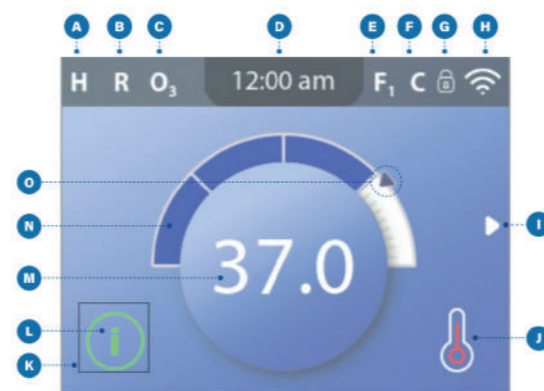 A B C D E F G H
H R O₃ 12:00 am F₁ C
O
N I
37.0
M
L i J
K